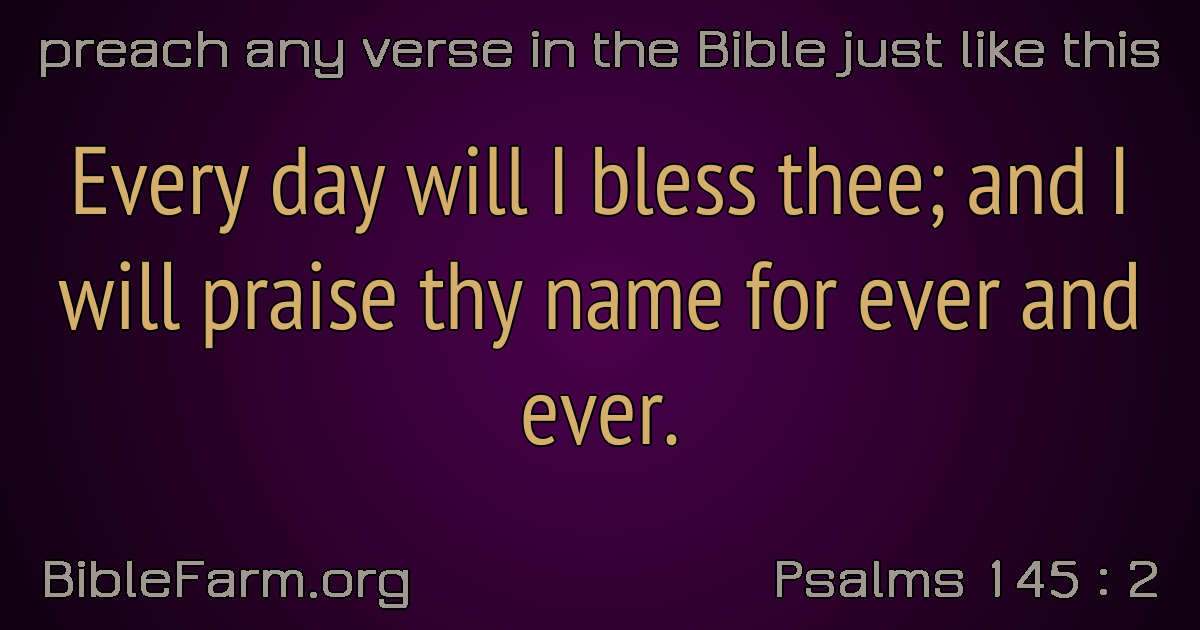 preach any verse in the Bible just like this
Every day will I bless thee; and I
will praise thy name for ever and
ever.
BibleFarm.org
Psalms 145 : 2